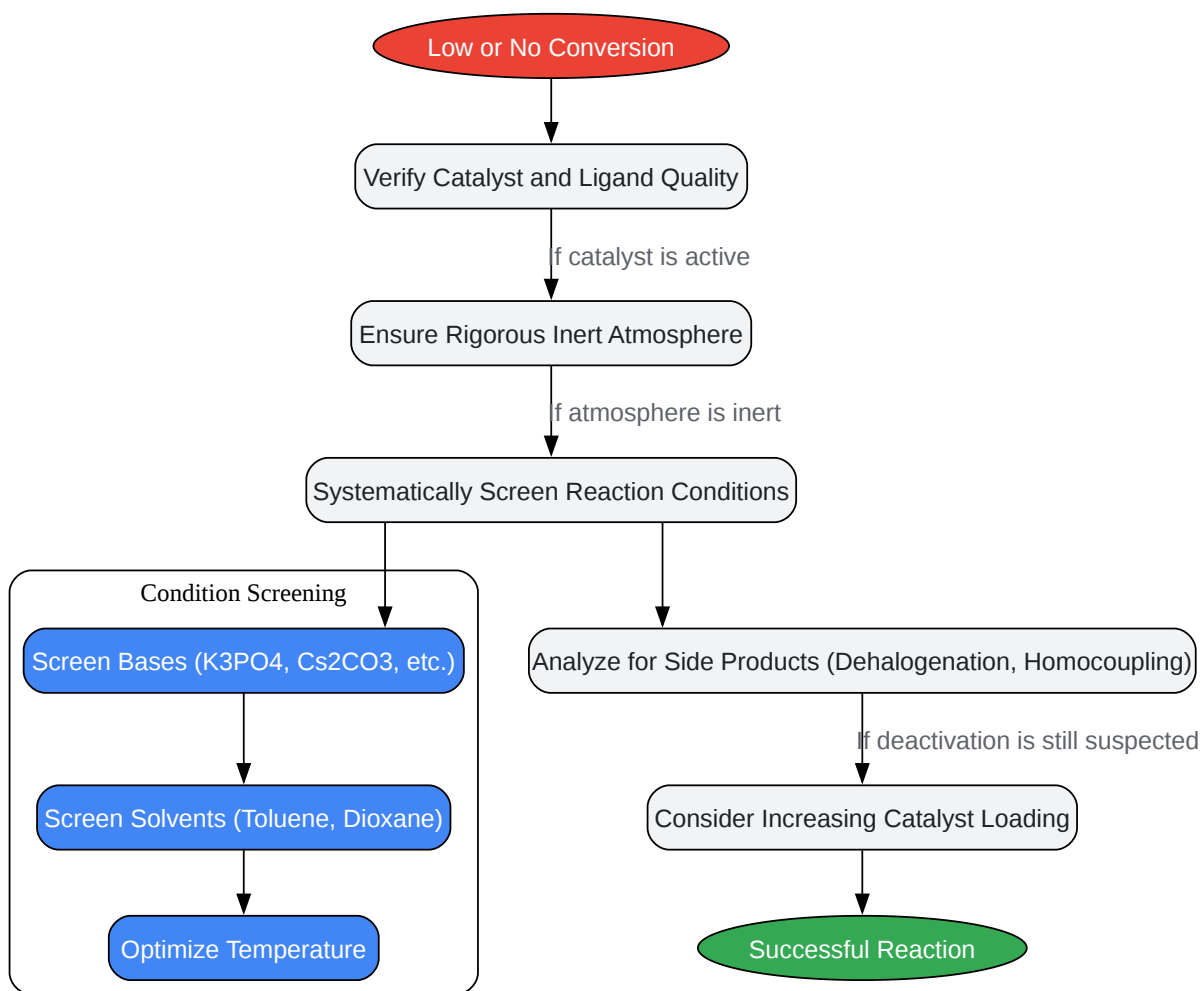 Low or No Conversion
Verify Catalyst and Ligand Quality
If catalyst is active
Ensure Rigorous Inert Atmosphere
If atmosphere is inert
Systematically Screen Reaction Conditions
Condition Screening
Screen Bases (K3PO4, Cs2CO3, etc.)
Screen Solvents (Toluene, Dioxane)
Optimize Temperature
Analyze for Side Products (Dehalogenation, Homocoupling)
If deactivation is still suspected
Consider Increasing Catalyst Loading
Successful Reaction